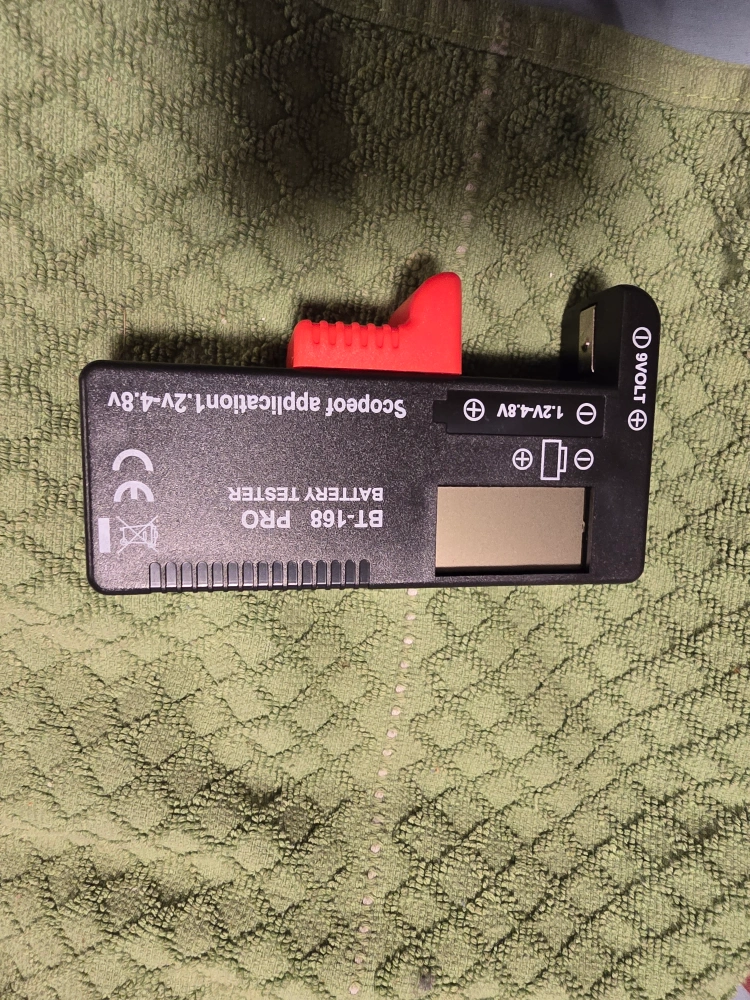 BT-168 PRO
BATTERY TESTER
Scopeof application1.2v-4.8v
CE
⊖ ⊕
⊖ 1.2V-4.8V ⊕
⊖ 9VOLT ⊕